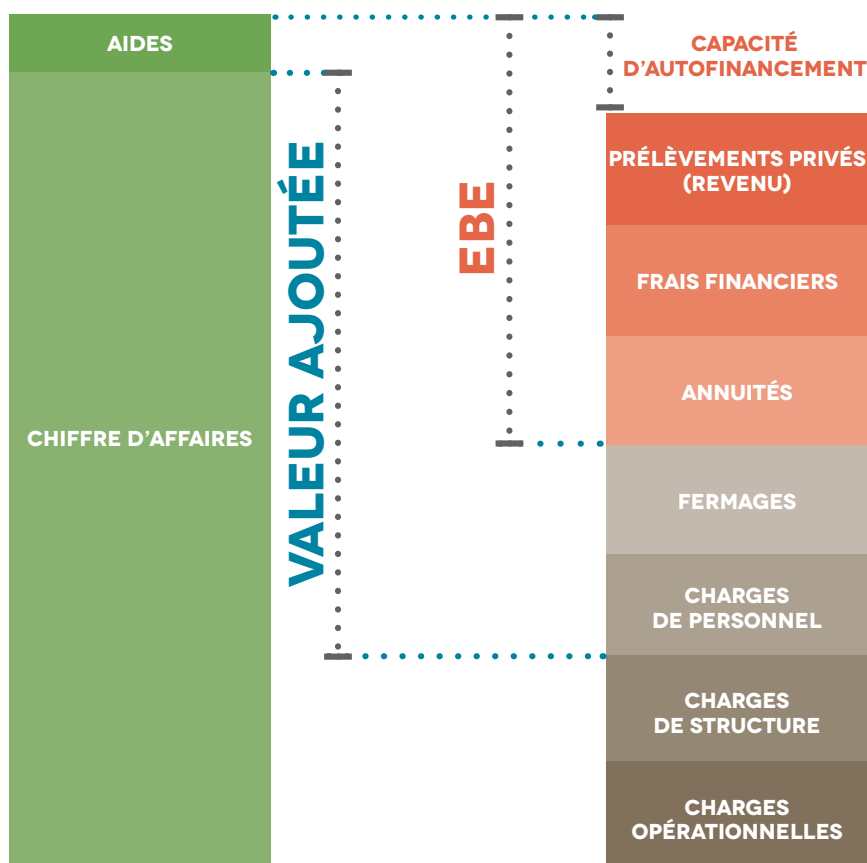 AIDES
CHIFFRE D'AFFAIRES
VALEUR AJOUTÉE
EBE
CAPACITÉ
D'AUTOFINANCEMENT
PRÉLÈVEMENTS PRIVÉS
(REVENU)
FRAIS FINANCIERS
ANNUITÉS
FERMAGES
CHARGES
DE PERSONNEL
CHARGES
DE STRUCTURE
CHARGES
OPÉRATIONNELLES